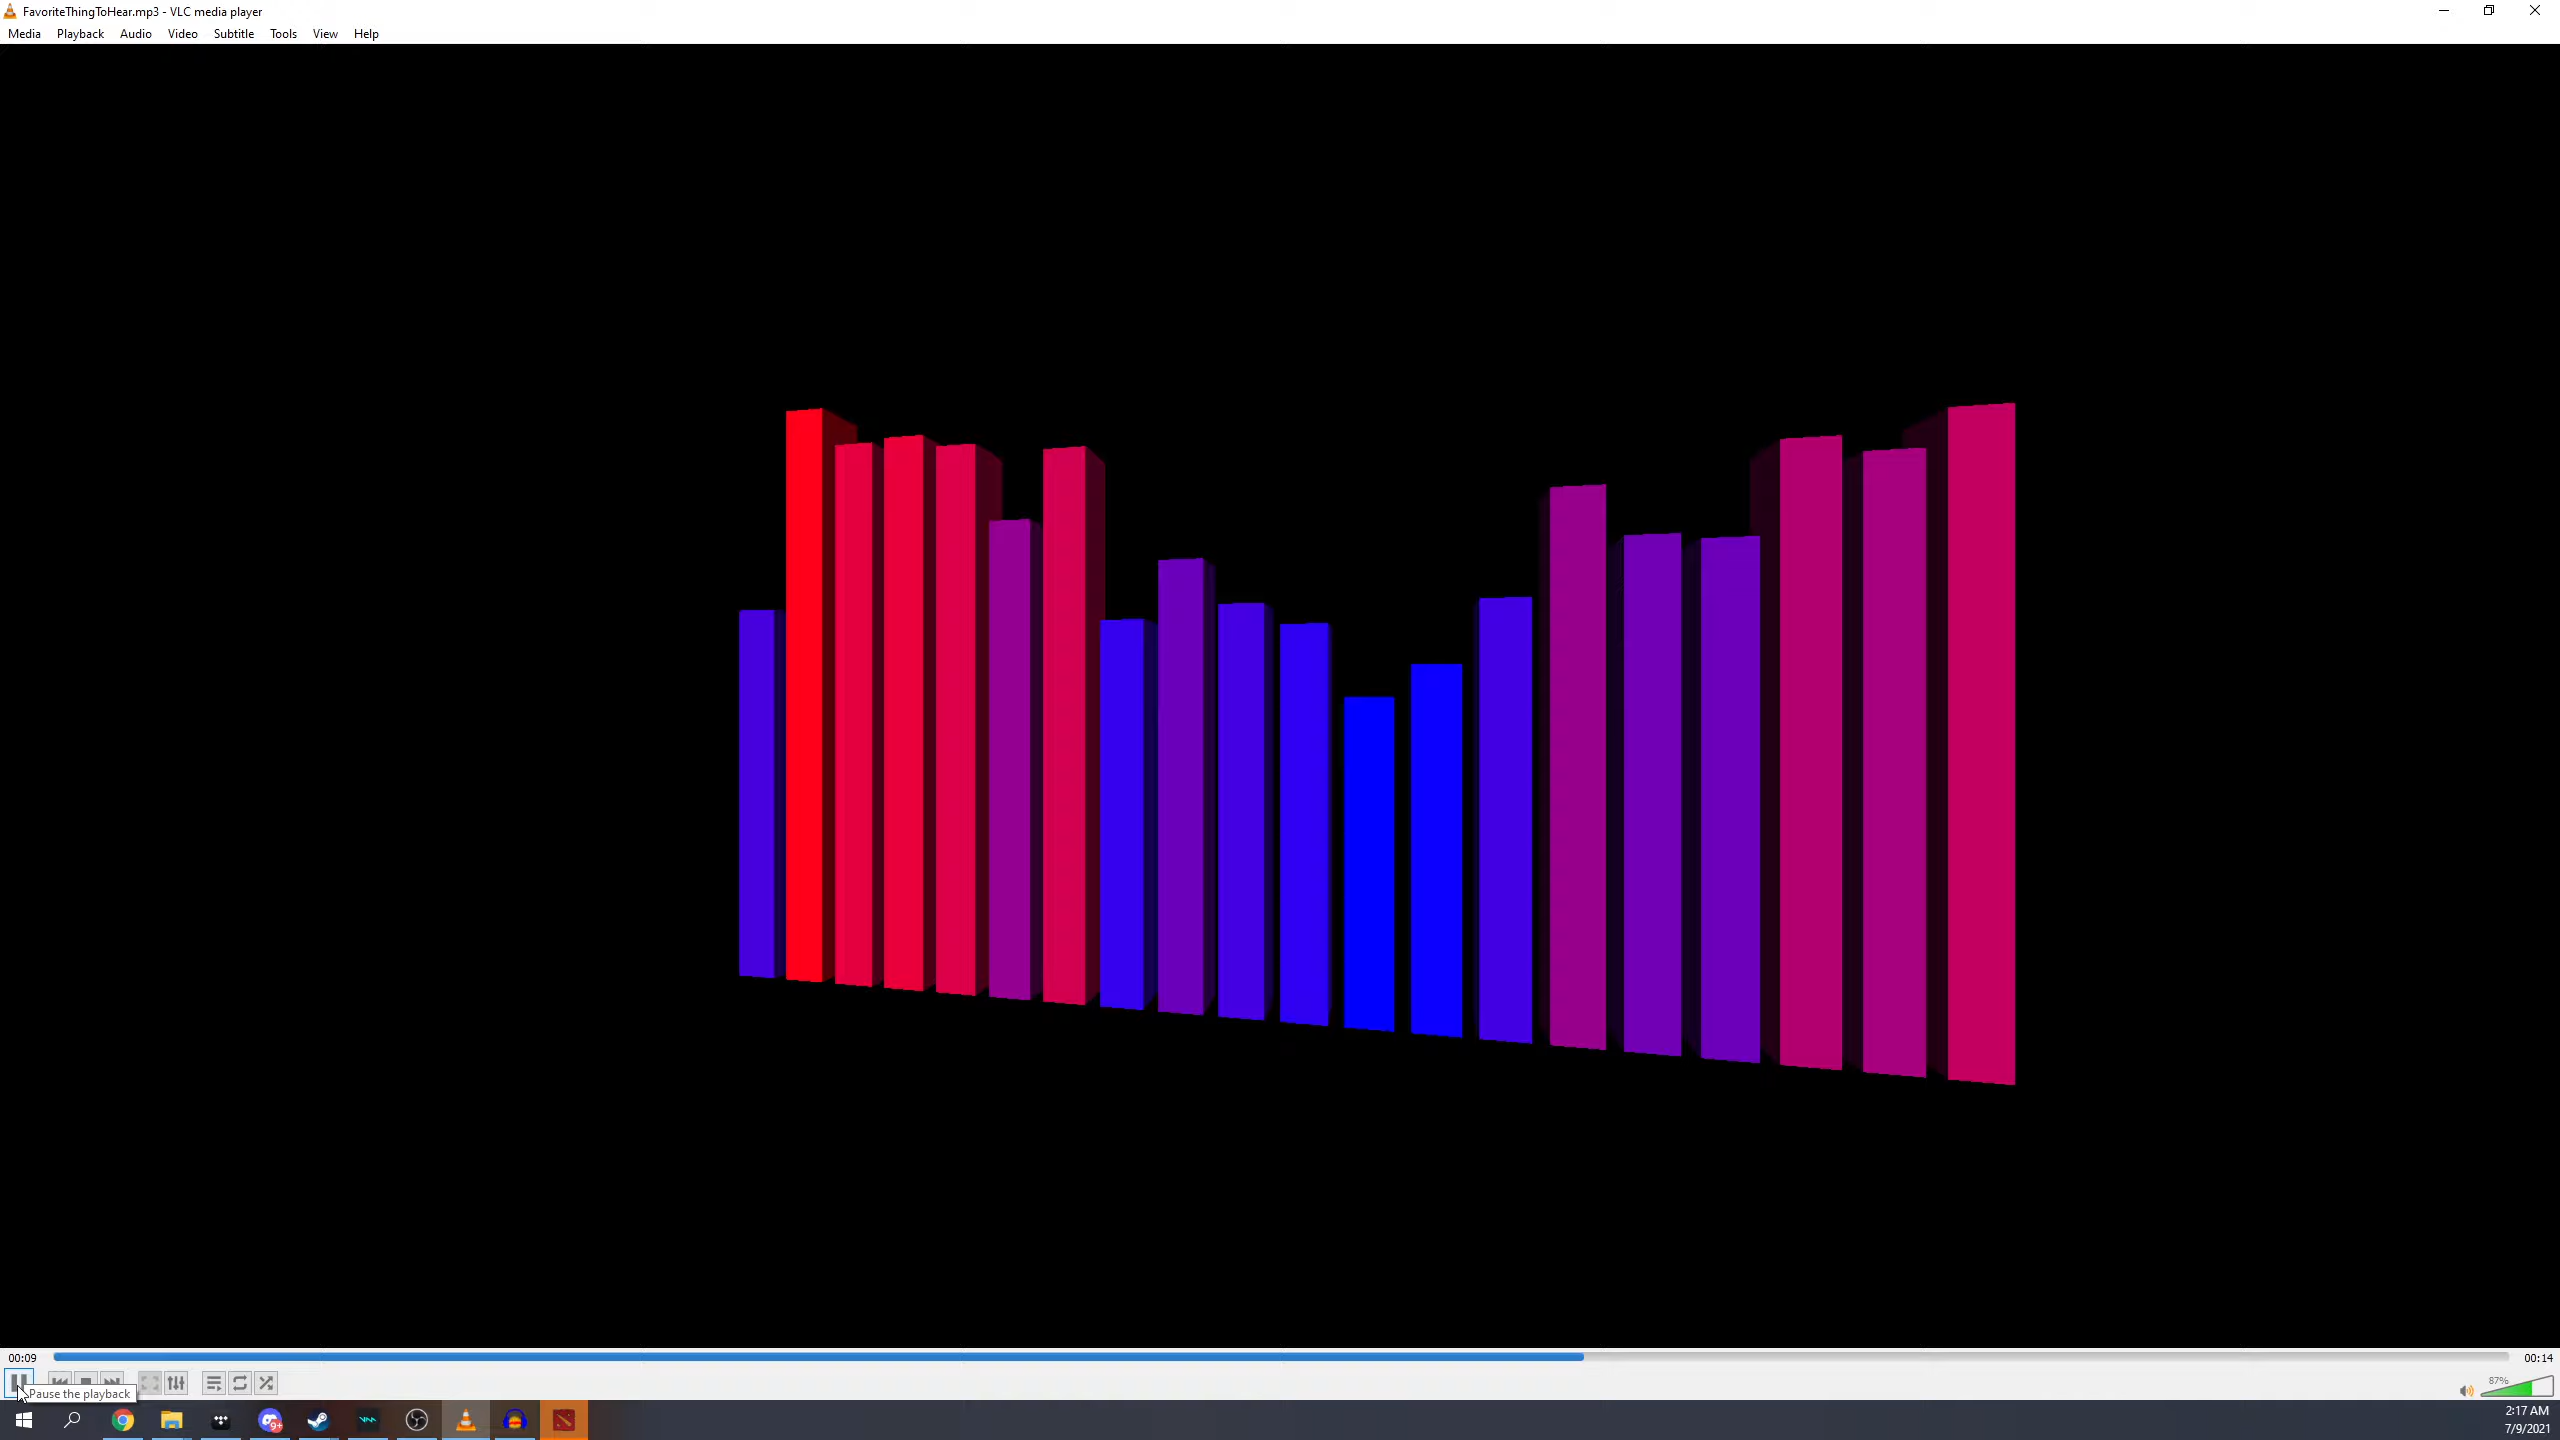 FavoriteThingToHear.mp3 - VLC media player
Media Playback Audio Video Subtitle Tools View Help
00:09
00:14
Pause the playback
87%
9+
2:17 AM
7/9/2021